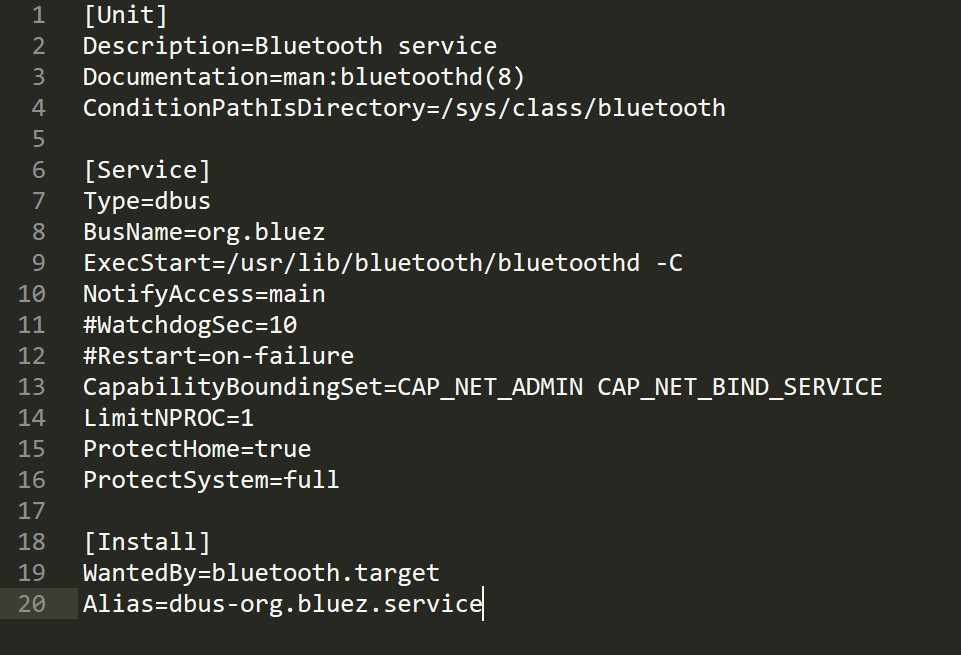 1 [Unit]
2 Description=Bluetooth service
3 Documentation=man:bluetoothd(8)
4 ConditionPathIsDirectory=/sys/class/bluetooth
5
6 [Service]
7 Type=dbus
8 BusName=org.bluez
9 ExecStart=/usr/lib/bluetooth/bluetoothd -C
10 NotifyAccess=main
11 #WatchdogSec=10
12 #Restart=on-failure
13 CapabilityBoundingSet=CAP_NET_ADMIN CAP_NET_BIND_SERVICE
14 LimitNPROC=1
15 ProtectHome=true
16 ProtectSystem=full
17
18 [Install]
19 WantedBy=bluetooth.target
20 Alias=dbus-org.bluez.service